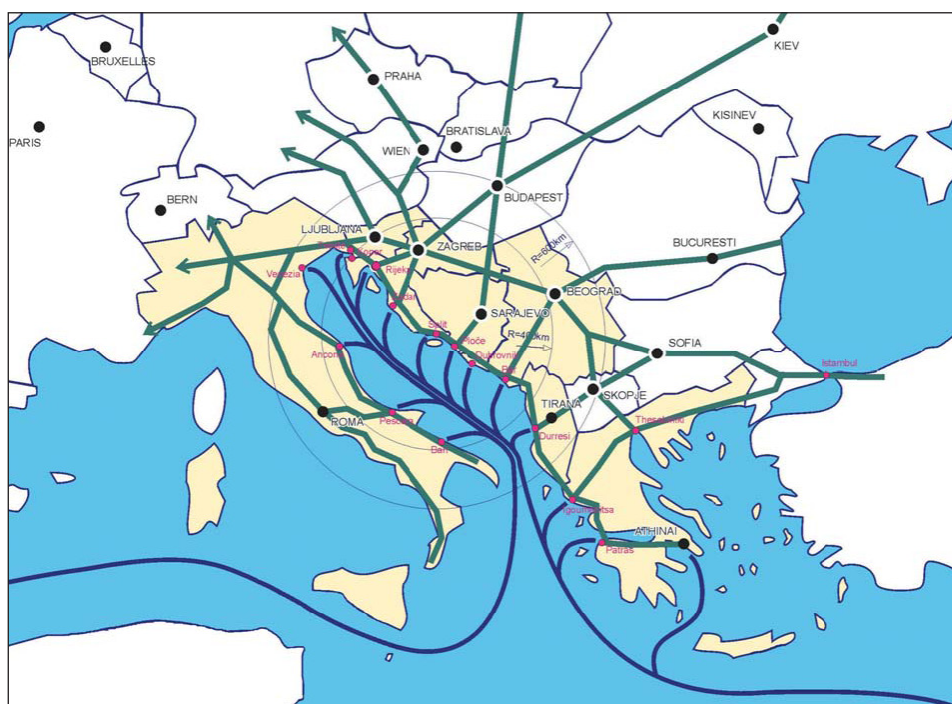 KIEV
BRUXELLES
PRAHA
KISINEV
PARIS
BRATISLAVA
WIEN
BERN
BUDAPEST
LJUBLJANA
ZAGREB
BUCURESTI
R=600km
Koper
Venezia
Rijeka
BEOGRAD
Zadar
SARAJEVO
Split
R=400km
Ploče
SOFIA
Ancona
Dubrovnik
Istambul
Bar
SKOPJE
TIRANA
ROMA
Pescara
Thesaloniki
Durresi
Bari
Igoumenitsa
ATHINAI
Patras